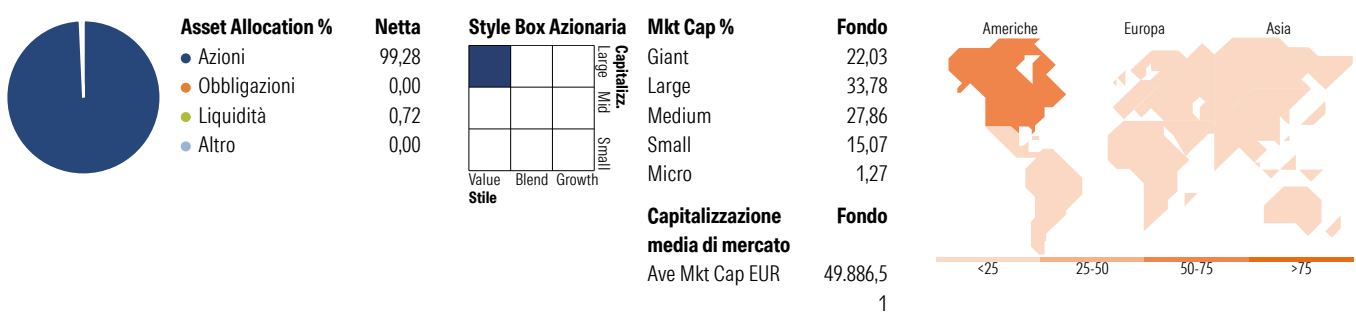 Asset Allocation % Netta
Azioni 99,28
Obbligazioni 0,00
Liquidità 0,72
Altro 0,00
Style Box Azionaria
Capitalizz.
Large Mid Small
Value Blend Growth
Stile
Mkt Cap % Fondo
Giant 22,03
Large 33,78
Medium 27,86
Small 15,07
Micro 1,27
Capitalizzazione Fondo
media di mercato
Ave Mkt Cap EUR 49.886,5
1
Americhe Europa Asia
<25 25-50 50-75 >75